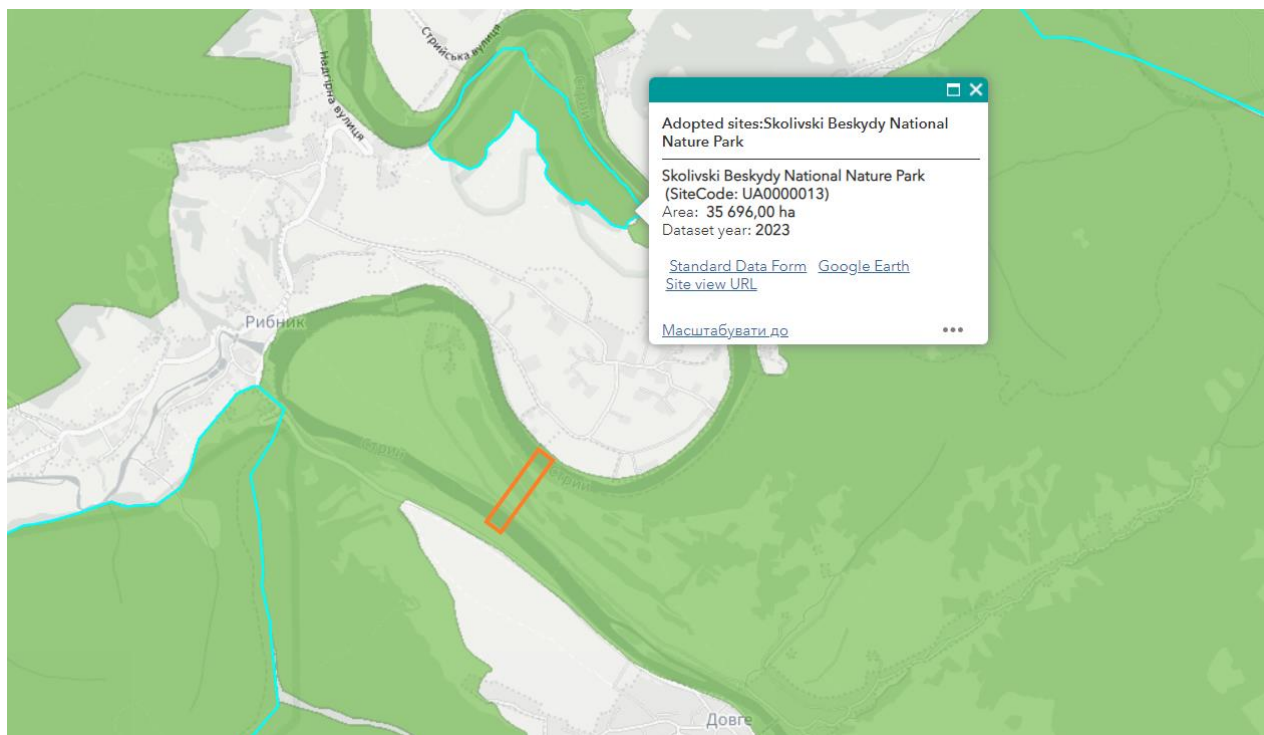 Стрийська вулиця
Надгірна вулиця
Стрий
Adopted sites:Skolivski Beskydy National
Nature Park
Skolivski Beskydy National Nature Park
(SiteCode: UA0000013)
Area: 35 696,00 ha
Dataset year: 2023
Standard Data Form Google Earth
Site view URL
Масштабувати до
Рибник
Стрий
Стрий
Довге